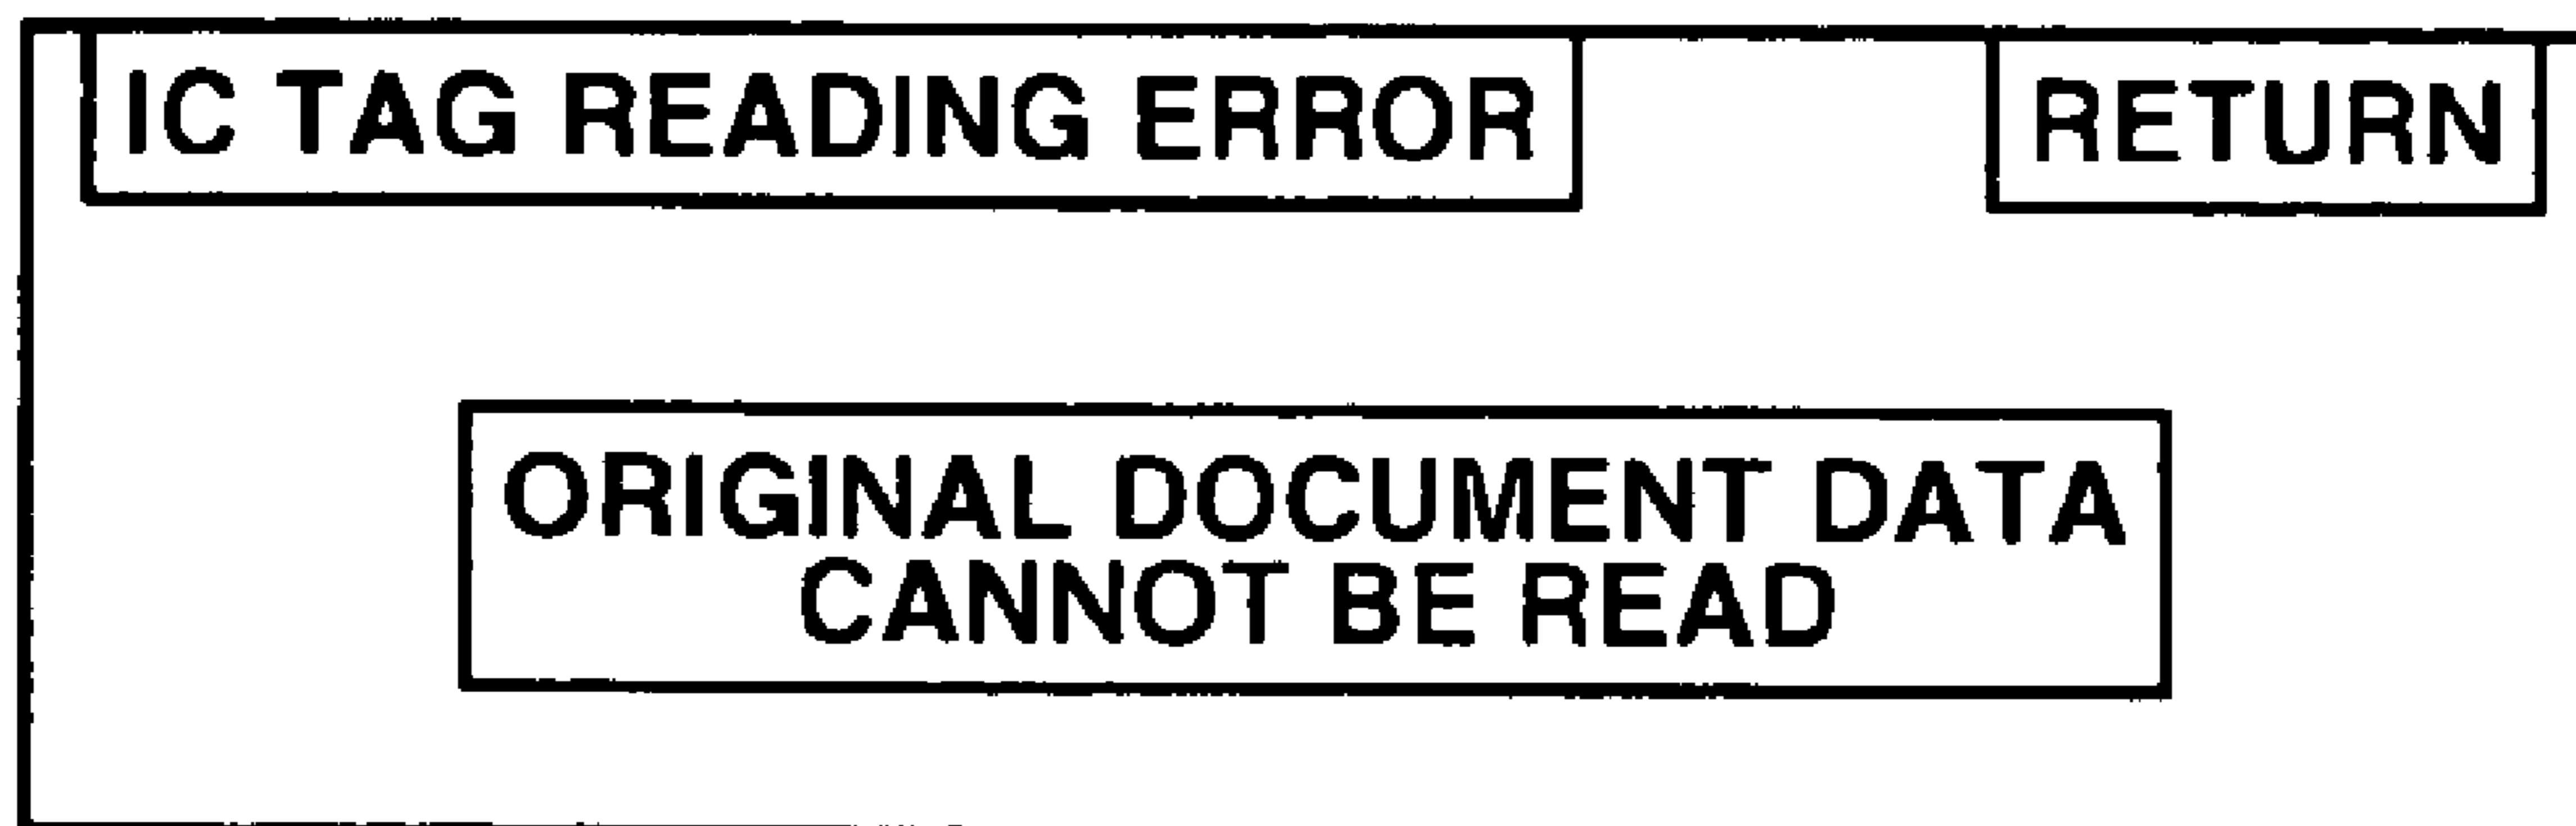 IC TAG READING ERROR
RETURN
ORIGINAL DOCUMENT DATA
CANNOT BE READ